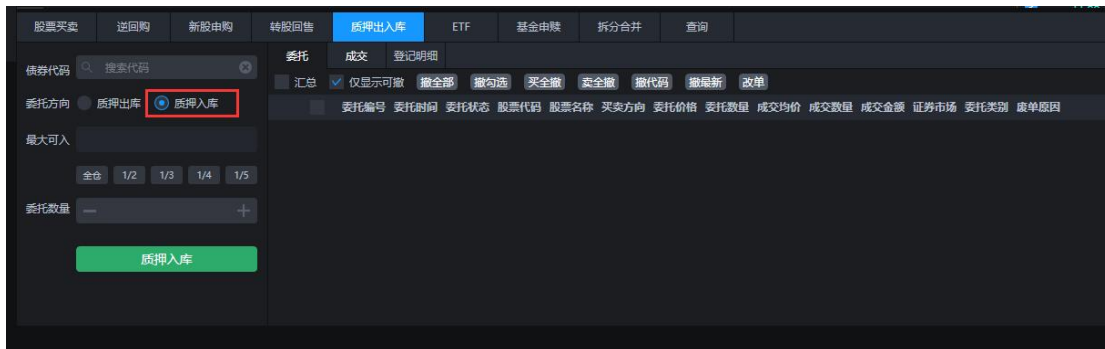 股票买卖 逆回购 新股申购 转股回售 质押出入库 ETF 基金申赎 拆分合并 查询
委托 成交 登记明细
债券代码 搜索代码
汇总 仅显示可撤 撤全部 撤勾选 买全撤 卖全撤 撤代码 撤最新 改单
委托方向 质押出库 质押入库
委托编号 委托时间 委托状态 股票代码 股票名称 买卖方向 委托价格 委托数量 成交均价 成交数量 成交金额 证券市场 委托类别 废单原因
最大可入
全仓 1/2 1/3 1/4 1/5
委托数量
质押入库